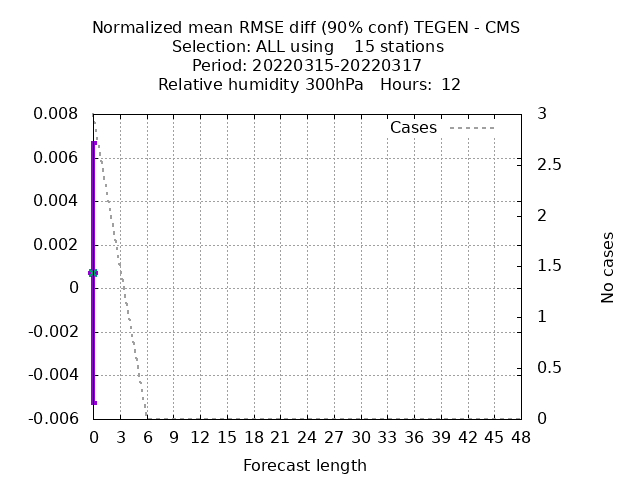 Normalized mean RMSE diff (90% conf) TEGEN - CMS
Selection: ALL using    15 stations
Period: 20220315-20220317
Relative humidity 300hPa   Hours:  12
Cases
0.008
0.006
0.004
0.002
0
-0.002
-0.004
-0.006
3
2.5
2
1.5
1
0.5
0
No cases
0 3 6 9 12 15 18 21 24 27 30 33 36 39 42 45 48
Forecast length